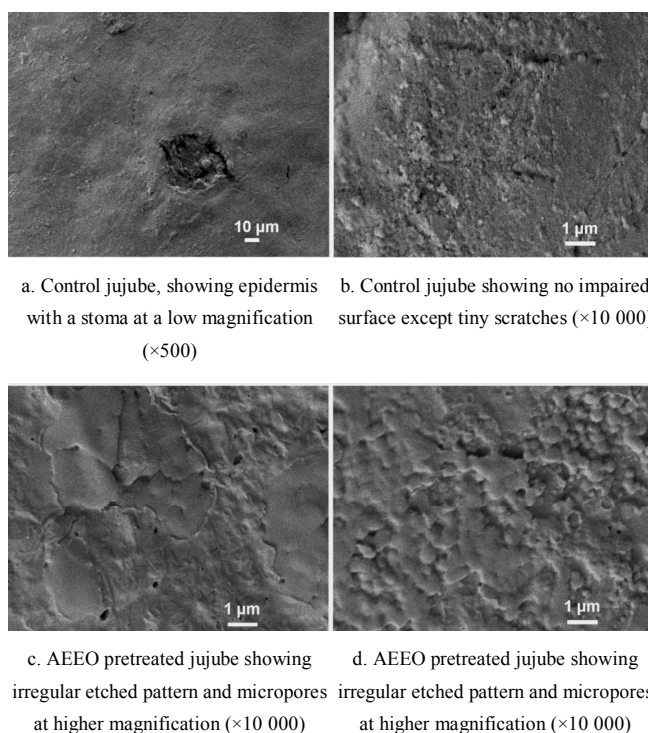 10 µm
1 µm
a. Control jujube, showing epidermis
with a stoma at a low magnification
(×500)
b. Control jujube showing no impaired
surface except tiny scratches (×10 000)
1 µm
1 µm
c. AEEO pretreated jujube showing
irregular etched pattern and micropores
at higher magnification (×10 000)
d. AEEO pretreated jujube showing
irregular etched pattern and micropores
at higher magnification (×10 000)